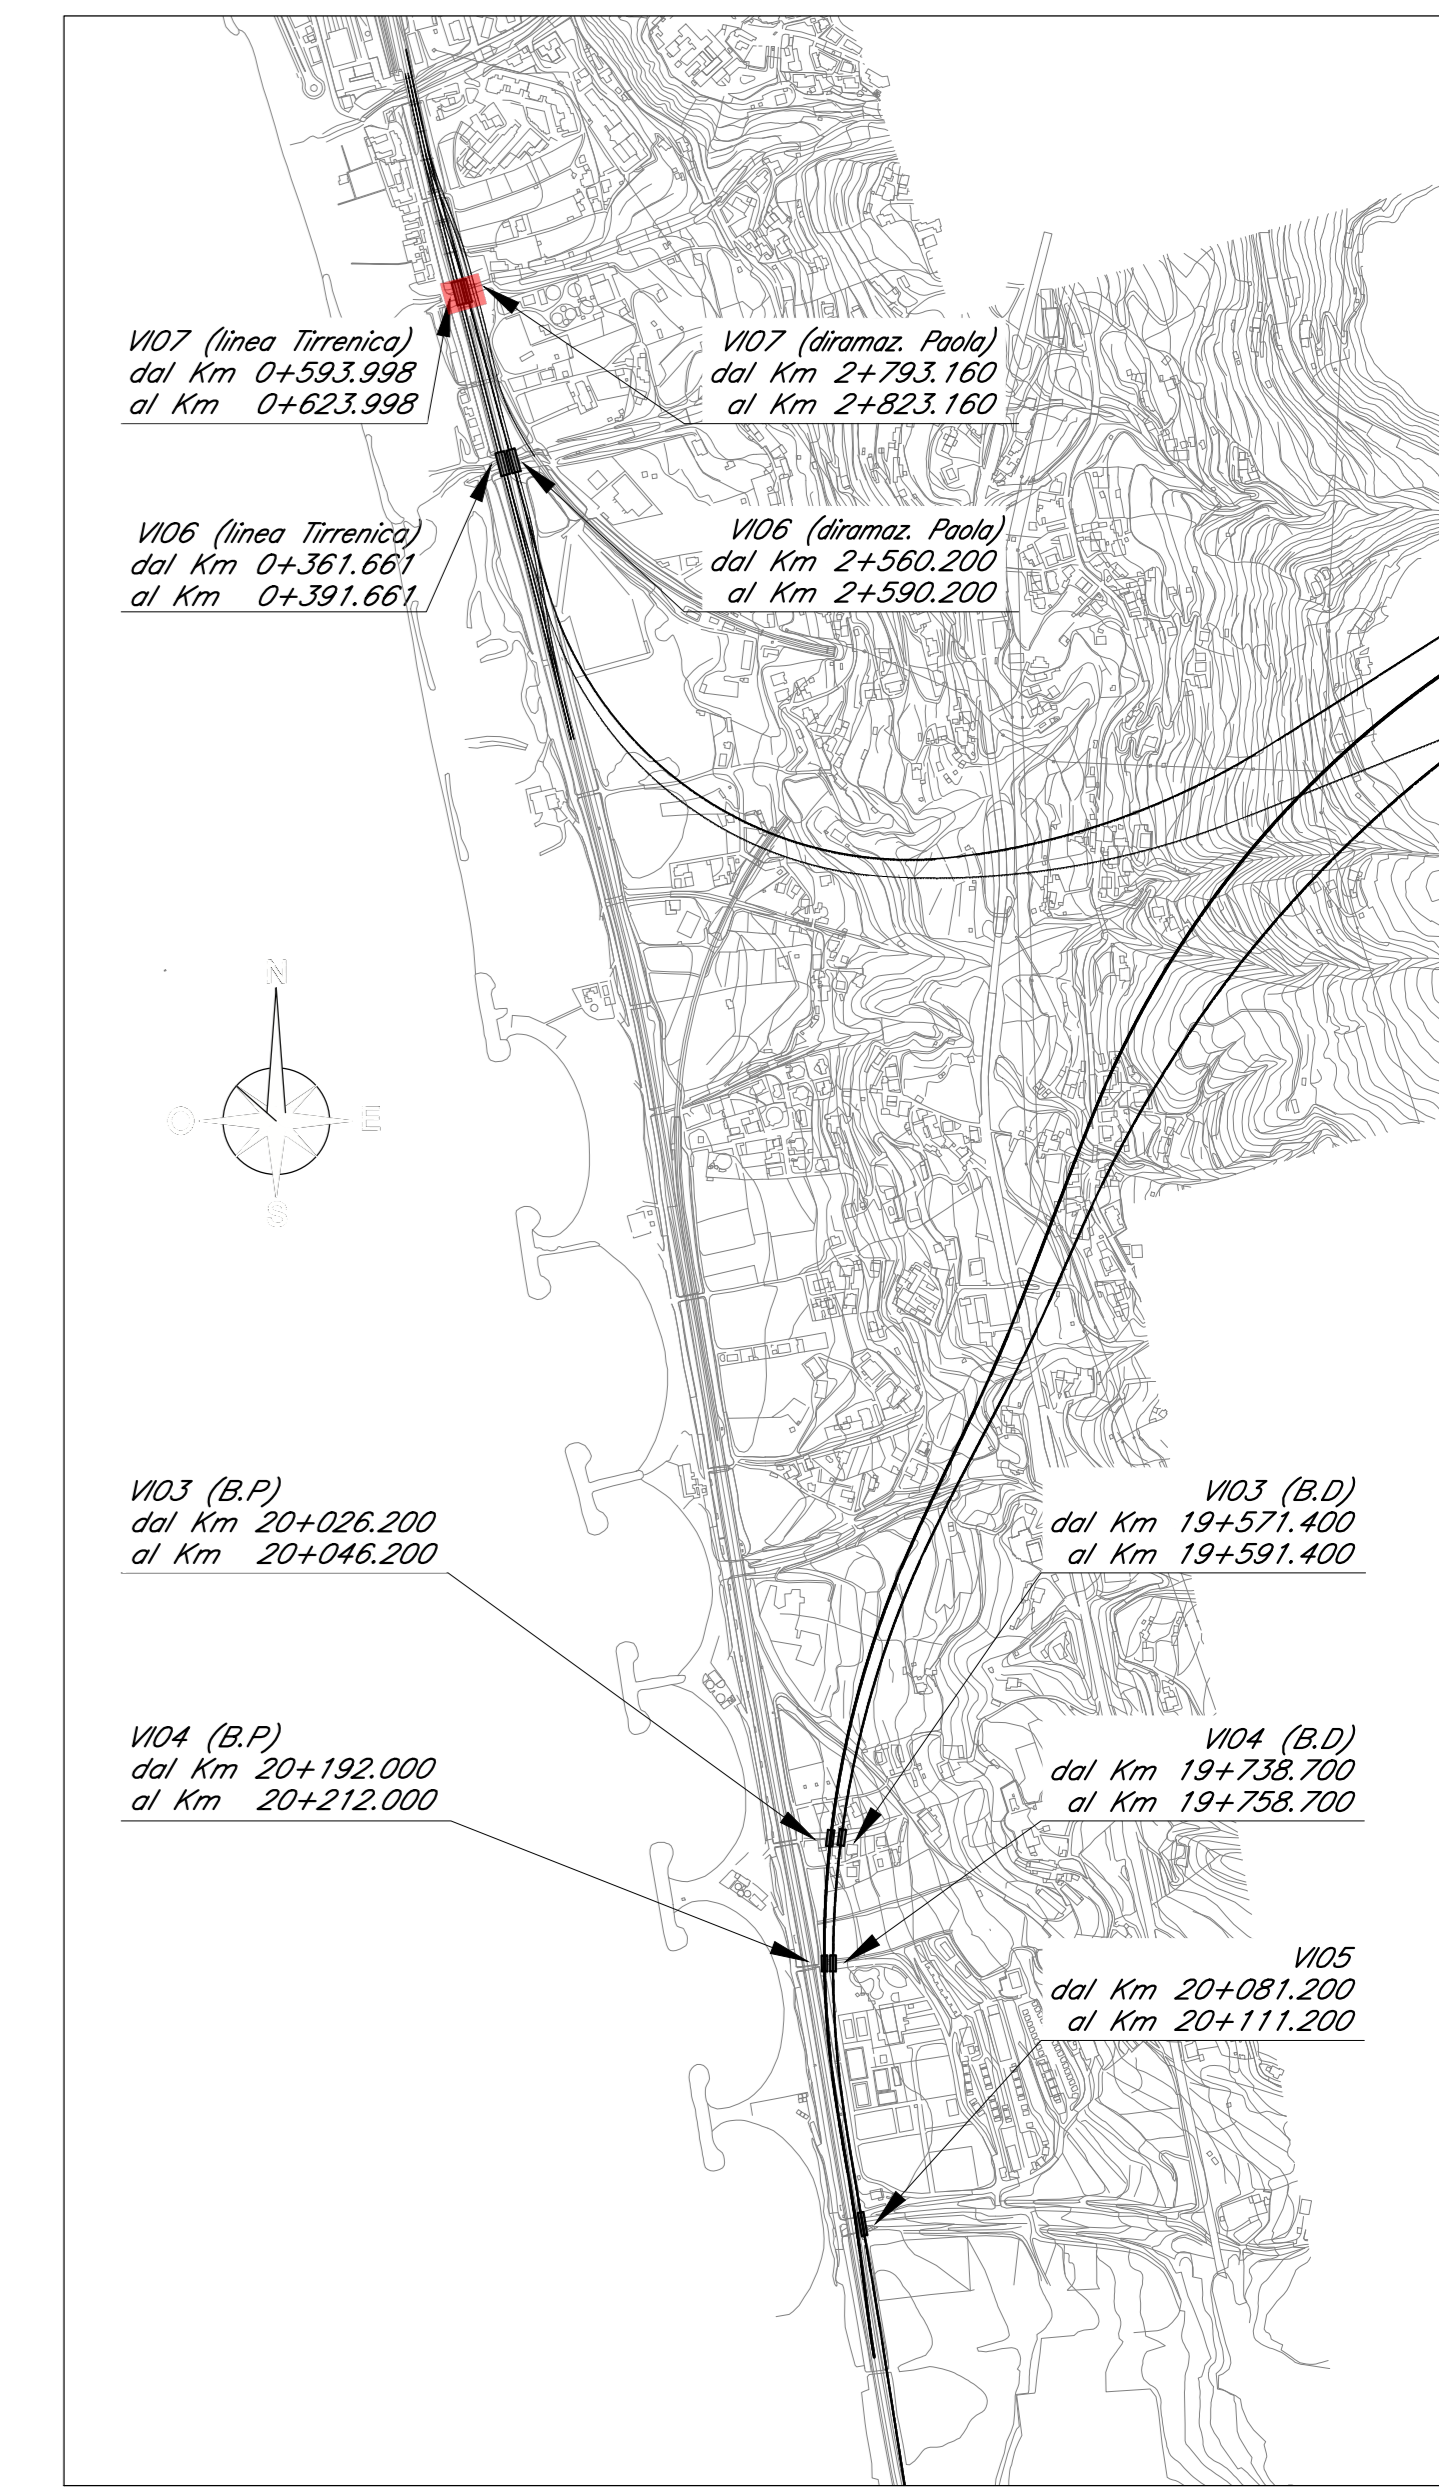 VI07 (linea Tirrenica)
dal Km 0+593.998
al Km 0+623.998
VI07 (diramaz. Paola)
dal Km 2+793.160
al Km 2+823.160
VI06 (linea Tirrenica)
dal Km 0+361.661
al Km 0+391.661
VI06 (diramaz. Paola)
dal Km 2+560.200
al Km 2+590.200
N
O
E
S
VI03 (B.P)
dal Km 20+026.200
al Km 20+046.200
VI03 (B.D)
dal Km 19+571.400
al Km 19+591.400
VI04 (B.P)
dal Km 20+192.000
al Km 20+212.000
VI04 (B.D)
dal Km 19+738.700
al Km 19+758.700
VI05
dal Km 20+081.200
al Km 20+111.200